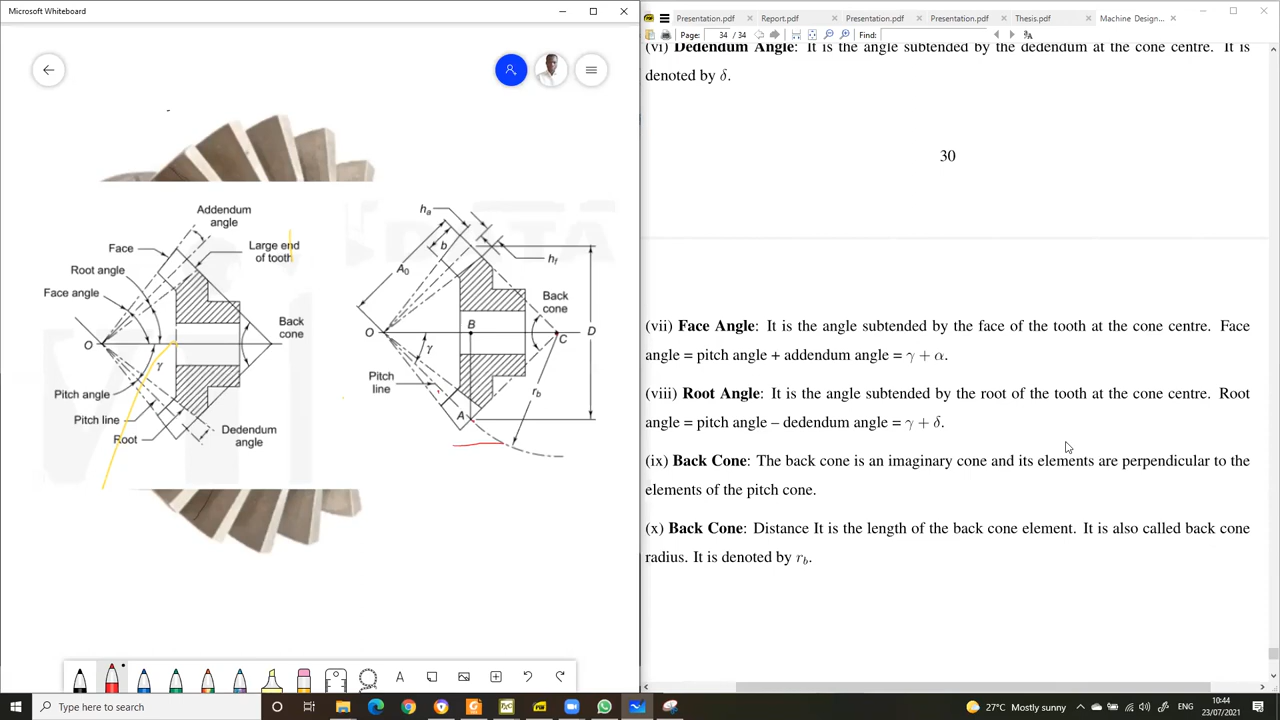 Microsoft Whiteboard
Addendum
angle
Face
Large end
of tooth
Root angle
Face angle
O
Back
cone
γ
Pitch angle
Pitch line
Root
Dedendum
angle
hₐ
b
A₀
h_f
Back
cone
O
B
D
C
γ
Pitch
line
r_b
A
Presentation.pdf
Report.pdf
Presentation.pdf
Presentation.pdf
Thesis.pdf
Machine Design...
Page: 34 / 34
Find:
(vi) Dedendum Angle: It is the angle subtended by the dedendum at the cone centre. It is
denoted by δ.
30
(vii) Face Angle: It is the angle subtended by the face of the tooth at the cone centre. Face
angle = pitch angle + addendum angle = γ + α.
(viii) Root Angle: It is the angle subtended by the root of the tooth at the cone centre. Root
angle = pitch angle – dedendum angle = γ + δ.
(ix) Back Cone: The back cone is an imaginary cone and its elements are perpendicular to the
elements of the pitch cone.
(x) Back Cone: Distance It is the length of the back cone element. It is also called back cone
radius. It is denoted by r_b.
Type here to search
27°C Mostly sunny
ENG
10:44
23/07/2021